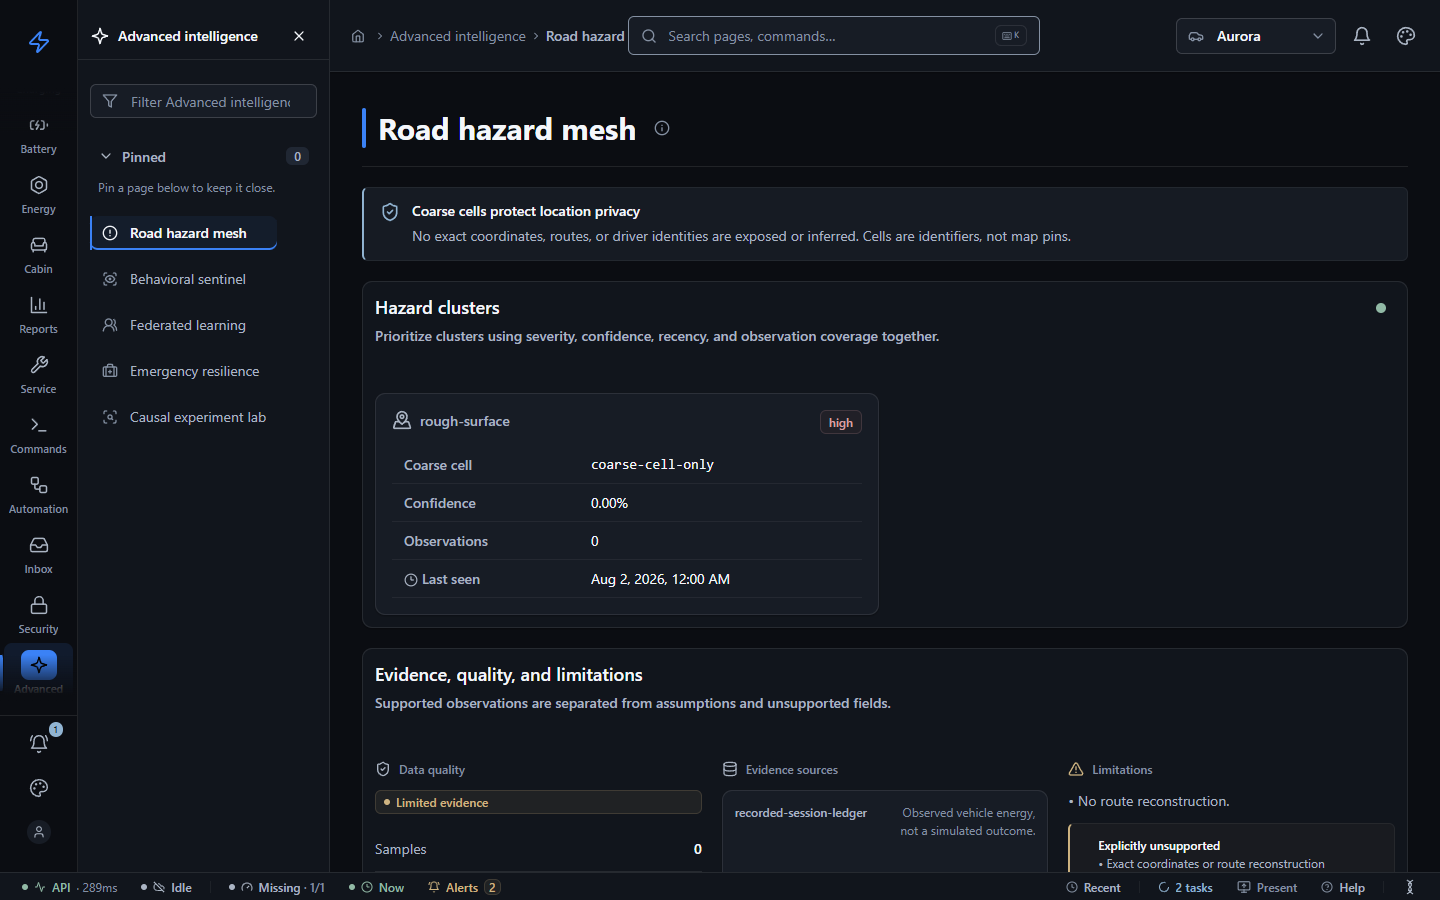 Advanced intelligence
Advanced intelligence
Road hazard
Search pages, commands...
K
Aurora
Filter Advanced intelligenc
Pinned
0
Pin a page below to keep it close.
Road hazard mesh
Behavioral sentinel
Federated learning
Emergency resilience
Causal experiment lab
Battery
Energy
Cabin
Reports
Service
Commands
Automation
Inbox
Security
Advanced
1
Road hazard mesh
Coarse cells protect location privacy
No exact coordinates, routes, or driver identities are exposed or inferred. Cells are identifiers, not map pins.
Hazard clusters
Prioritize clusters using severity, confidence, recency, and observation coverage together.
rough-surface
high
Coarse cell
coarse-cell-only
Confidence
0.00%
Observations
0
Last seen
Aug 2, 2026, 12:00 AM
Evidence, quality, and limitations
Supported observations are separated from assumptions and unsupported fields.
Data quality
• Limited evidence
Samples
0
Evidence sources
recorded-session-ledger
Observed vehicle energy,
not a simulated outcome.
Limitations
• No route reconstruction.
Explicitly unsupported
• Exact coordinates or route reconstruction
API · 289ms
Idle
Missing · 1/1
Now
Alerts 2
Recent
2 tasks
Present
Help